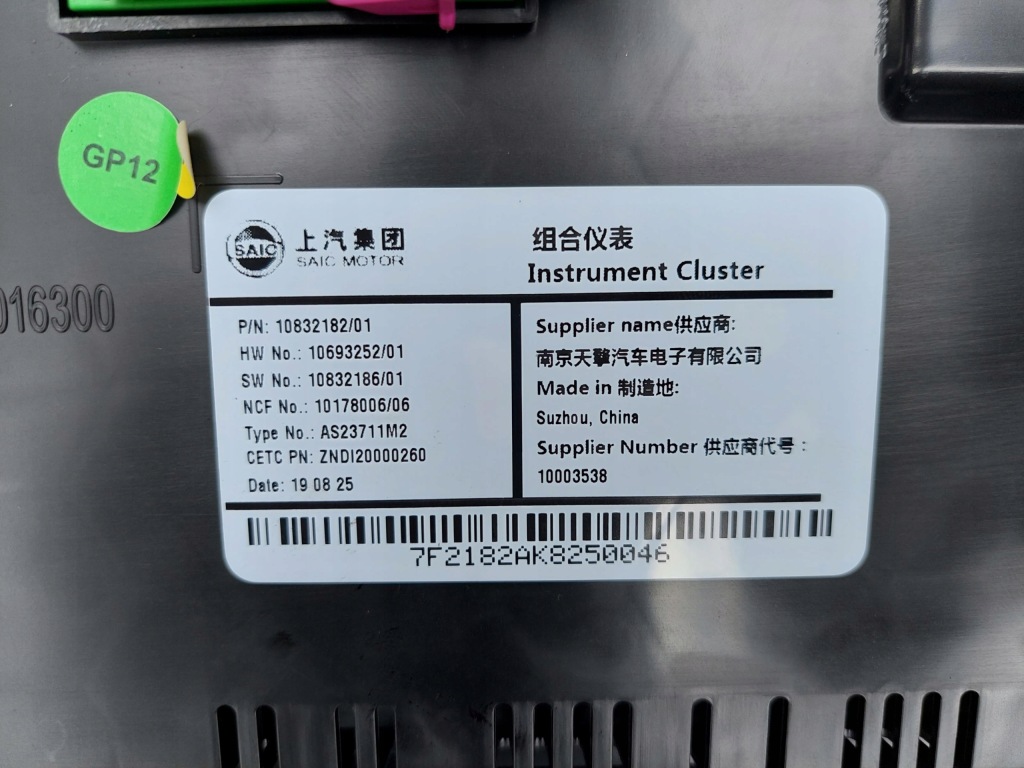 GP12
016300
SAIC 上汽集团
SAIC MOTOR
组合仪表
Instrument Cluster
P/N: 10832182/01
HW No.: 10693252/01
SW No.: 10832186/01
NCF No.: 10178006/06
Type No.: AS23711M2
CETC PN: ZNDI20000260
Date: 19 08 25
Supplier name供应商:
南京天擎汽车电子有限公司
Made in 制造地:
Suzhou, China
Supplier Number 供应商代号：
10003538
7F2182AK8250046